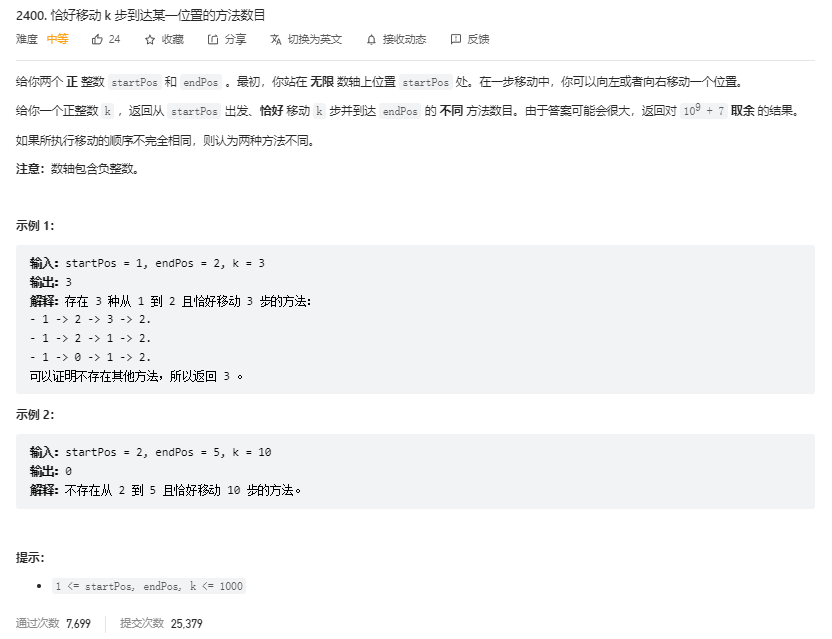 2400. 恰好移动 k 步到达某一位置的方法数目
难度 中等 24 收藏 分享 切换为英文 接收动态 反馈
给你两个 正 整数 startPos 和 endPos 。最初，你站在 无限 数轴上位置 startPos 处。在一步移动中，你可以向左或者向右移动一个位置。
给你一个正整数 k ，返回从 startPos 出发、恰好 移动 k 步并到达 endPos 的 不同 方法数目。由于答案可能会很大，返回对 10⁹ + 7 取余 的结果。
如果所执行移动的顺序不完全相同，则认为两种方法不同。
注意：数轴包含负整数。
示例 1：
输入：startPos = 1, endPos = 2, k = 3
输出：3
解释：存在 3 种从 1 到 2 且恰好移动 3 步的方法：
- 1 -> 2 -> 3 -> 2.
- 1 -> 2 -> 1 -> 2.
- 1 -> 0 -> 1 -> 2.
可以证明不存在其他方法，所以返回 3 。
示例 2：
输入：startPos = 2, endPos = 5, k = 10
输出：0
解释：不存在从 2 到 5 且恰好移动 10 步的方法。
提示：
• 1 <= startPos, endPos, k <= 1000
通过次数 7,699 提交次数 25,379